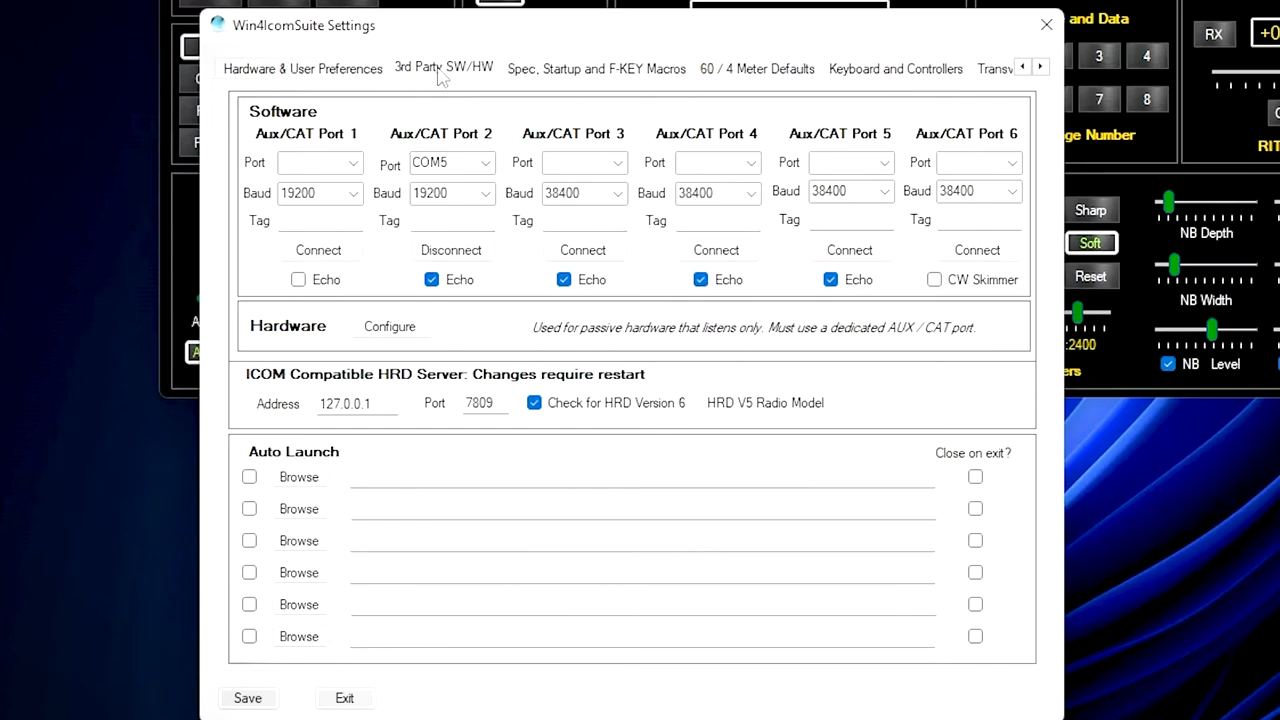 Win4IcomSuite Settings
Hardware & User Preferences 3rd Party SW/HW Spec, Startup and F-KEY Macros 60 / 4 Meter Defaults Keyboard and Controllers Transv
Software
Aux/CAT Port 1 Aux/CAT Port 2 Aux/CAT Port 3 Aux/CAT Port 4 Aux/CAT Port 5 Aux/CAT Port 6
Port Port COM5 Port Port Port Port
Baud 19200 Baud 19200 Baud 38400 Baud 38400 Baud 38400 Baud 38400
Tag Tag Tag Tag Tag Tag
Connect Disconnect Connect Connect Connect Connect
Echo Echo Echo Echo Echo CW Skimmer
Hardware Configure Used for passive hardware that listens only. Must use a dedicated AUX / CAT port.
ICOM Compatible HRD Server: Changes require restart
Address 127.0.0.1 Port 7809 Check for HRD Version 6 HRD V5 Radio Model
Auto Launch Close on exit?
Browse
Browse
Browse
Browse
Browse
Browse
Save Exit
and Data
3 4
7 8
ge Number
RX +0
RIT
Sharp
Soft
Reset
:2400
ers
NB Depth
NB Width
NB Level